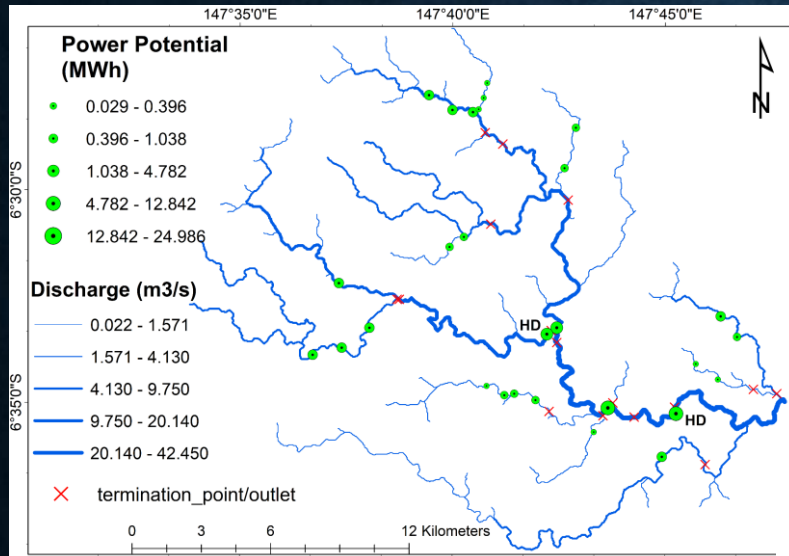 147°35'0"E 147°40'0"E 147°45'0"E
Power Potential
(MWh)
0.029 - 0.396
0.396 - 1.038
1.038 - 4.782
4.782 - 12.842
12.842 - 24.986
N
6°30'0"S
Discharge (m3/s)
0.022 - 1.571
1.571 - 4.130
4.130 - 9.750
9.750 - 20.140
20.140 - 42.450
HD
6°35'0"S
HD
termination_point/outlet
0 3 6 12 Kilometers